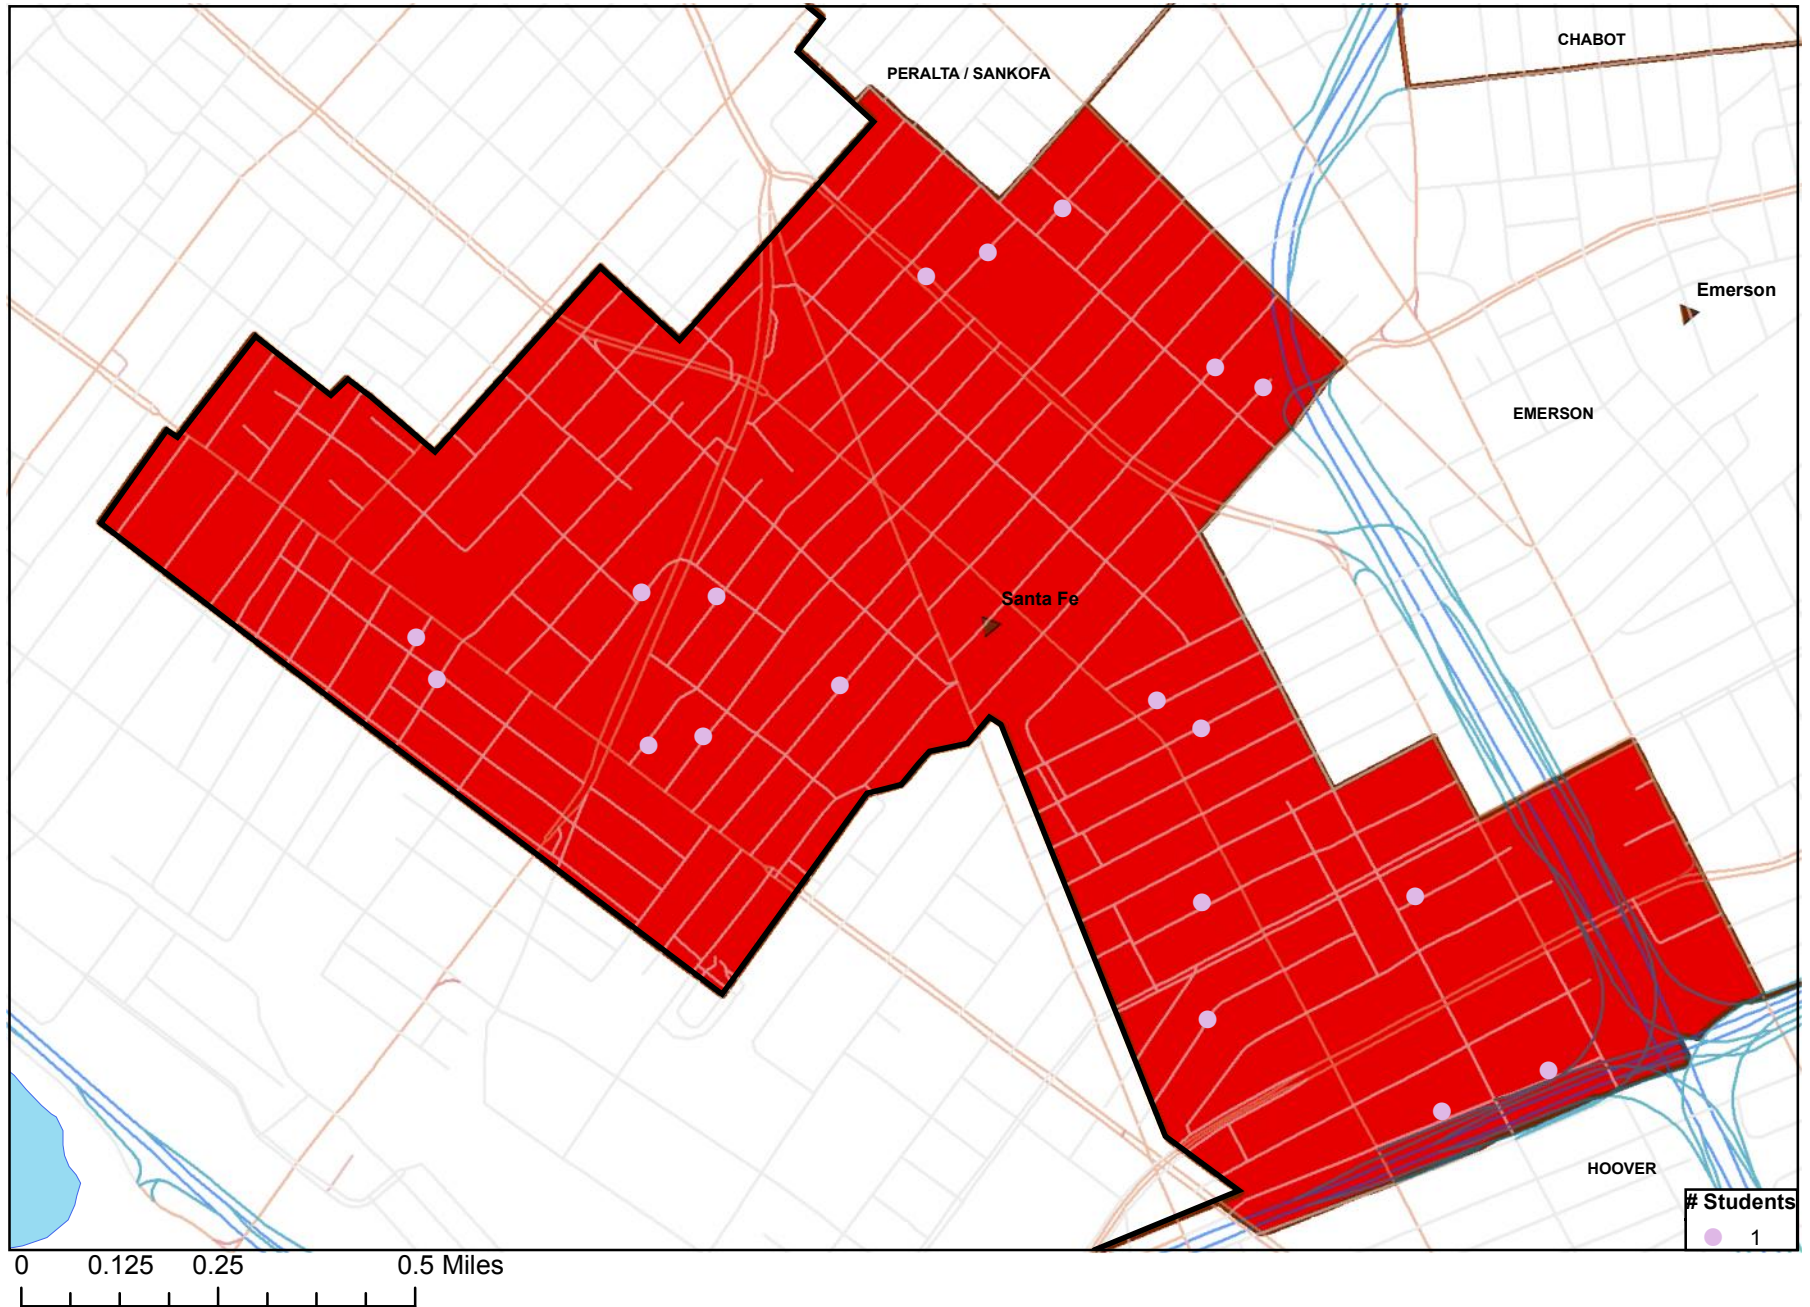 CHABOT
PERALTA / SANKOFA
Emerson
EMERSON
Santa Fe
HOOVER
# Students
1
0 0.125 0.25 0.5 Miles